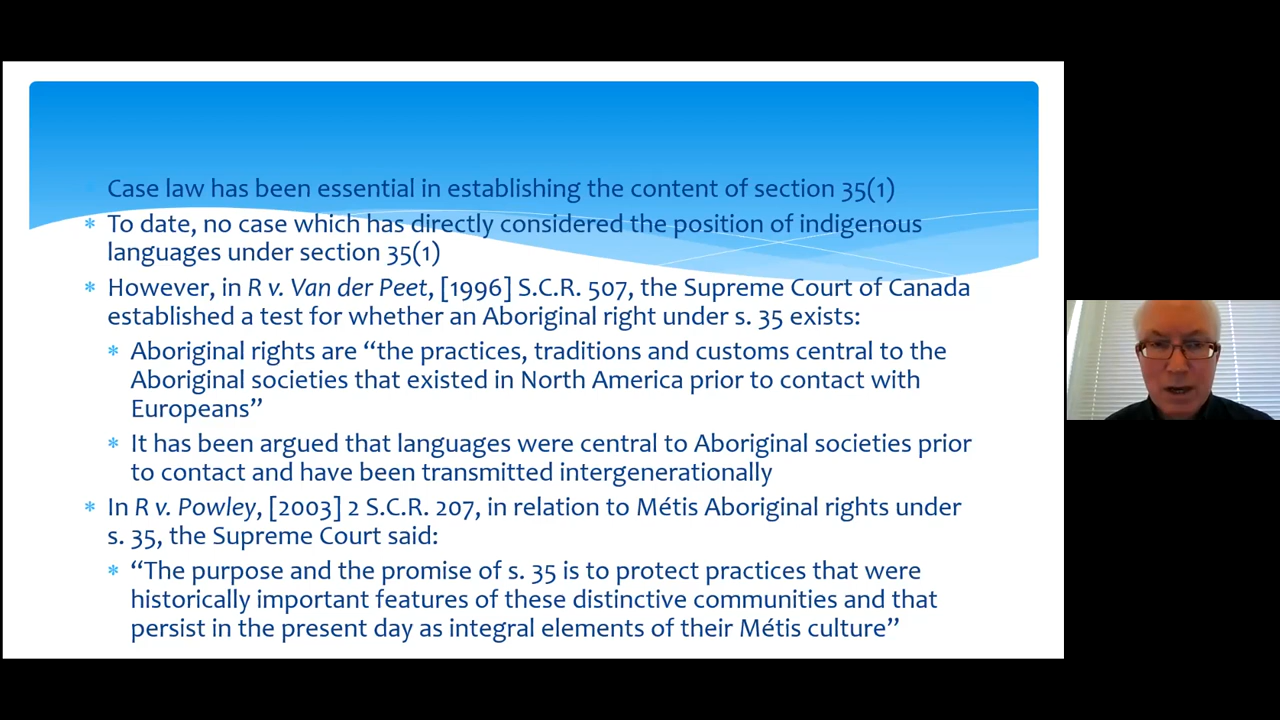 Case law has been essential in establishing the content of section 35(1)
* To date, no case which has directly considered the position of indigenous
languages under section 35(1)
* However, in R v. Van der Peet, [1996] S.C.R. 507, the Supreme Court of Canada
established a test for whether an Aboriginal right under s. 35 exists:
* Aboriginal rights are “the practices, traditions and customs central to the
Aboriginal societies that existed in North America prior to contact with
Europeans”
* It has been argued that languages were central to Aboriginal societies prior
to contact and have been transmitted intergenerationally
* In R v. Powley, [2003] 2 S.C.R. 207, in relation to Métis Aboriginal rights under
s. 35, the Supreme Court said:
* “The purpose and the promise of s. 35 is to protect practices that were
historically important features of these distinctive communities and that
persist in the present day as integral elements of their Métis culture”